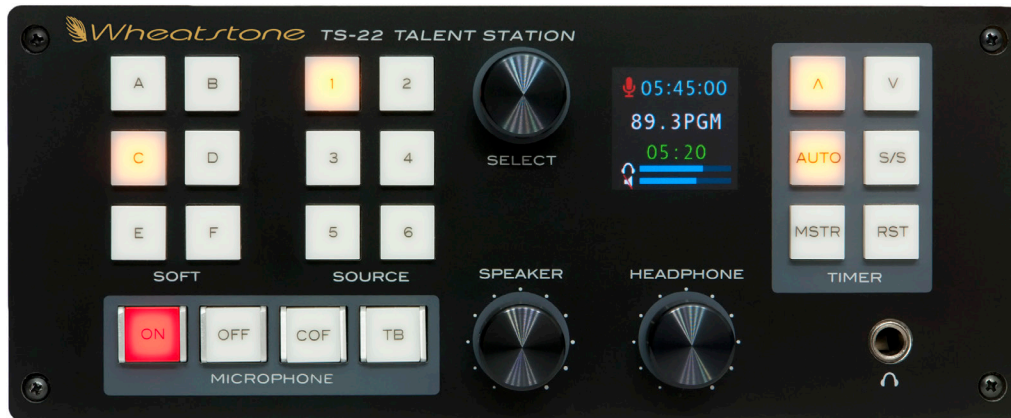 Wheatstone TS-22 TALENT STATION
A B
C D
E F
SOFT
1 2
3 4
5 6
SOURCE
SELECT
05:45:00
89.3PGM
05:20
Λ V
AUTO S/S
MSTR RST
TIMER
ON OFF COF TB
MICROPHONE
SPEAKER
HEADPHONE